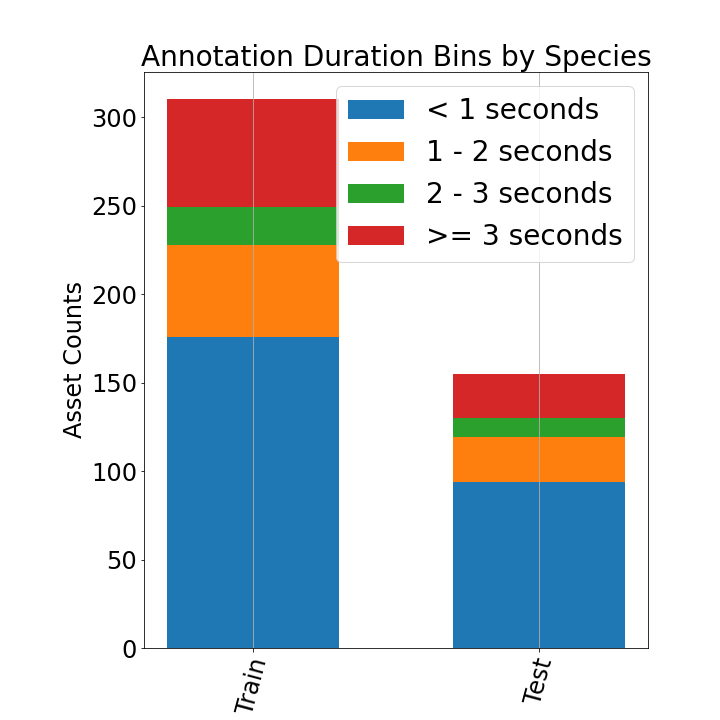 Annotation Duration Bins by Species
< 1 seconds
1 - 2 seconds
2 - 3 seconds
>= 3 seconds
300
250
200
150
100
50
0
Asset Counts
Train
Test